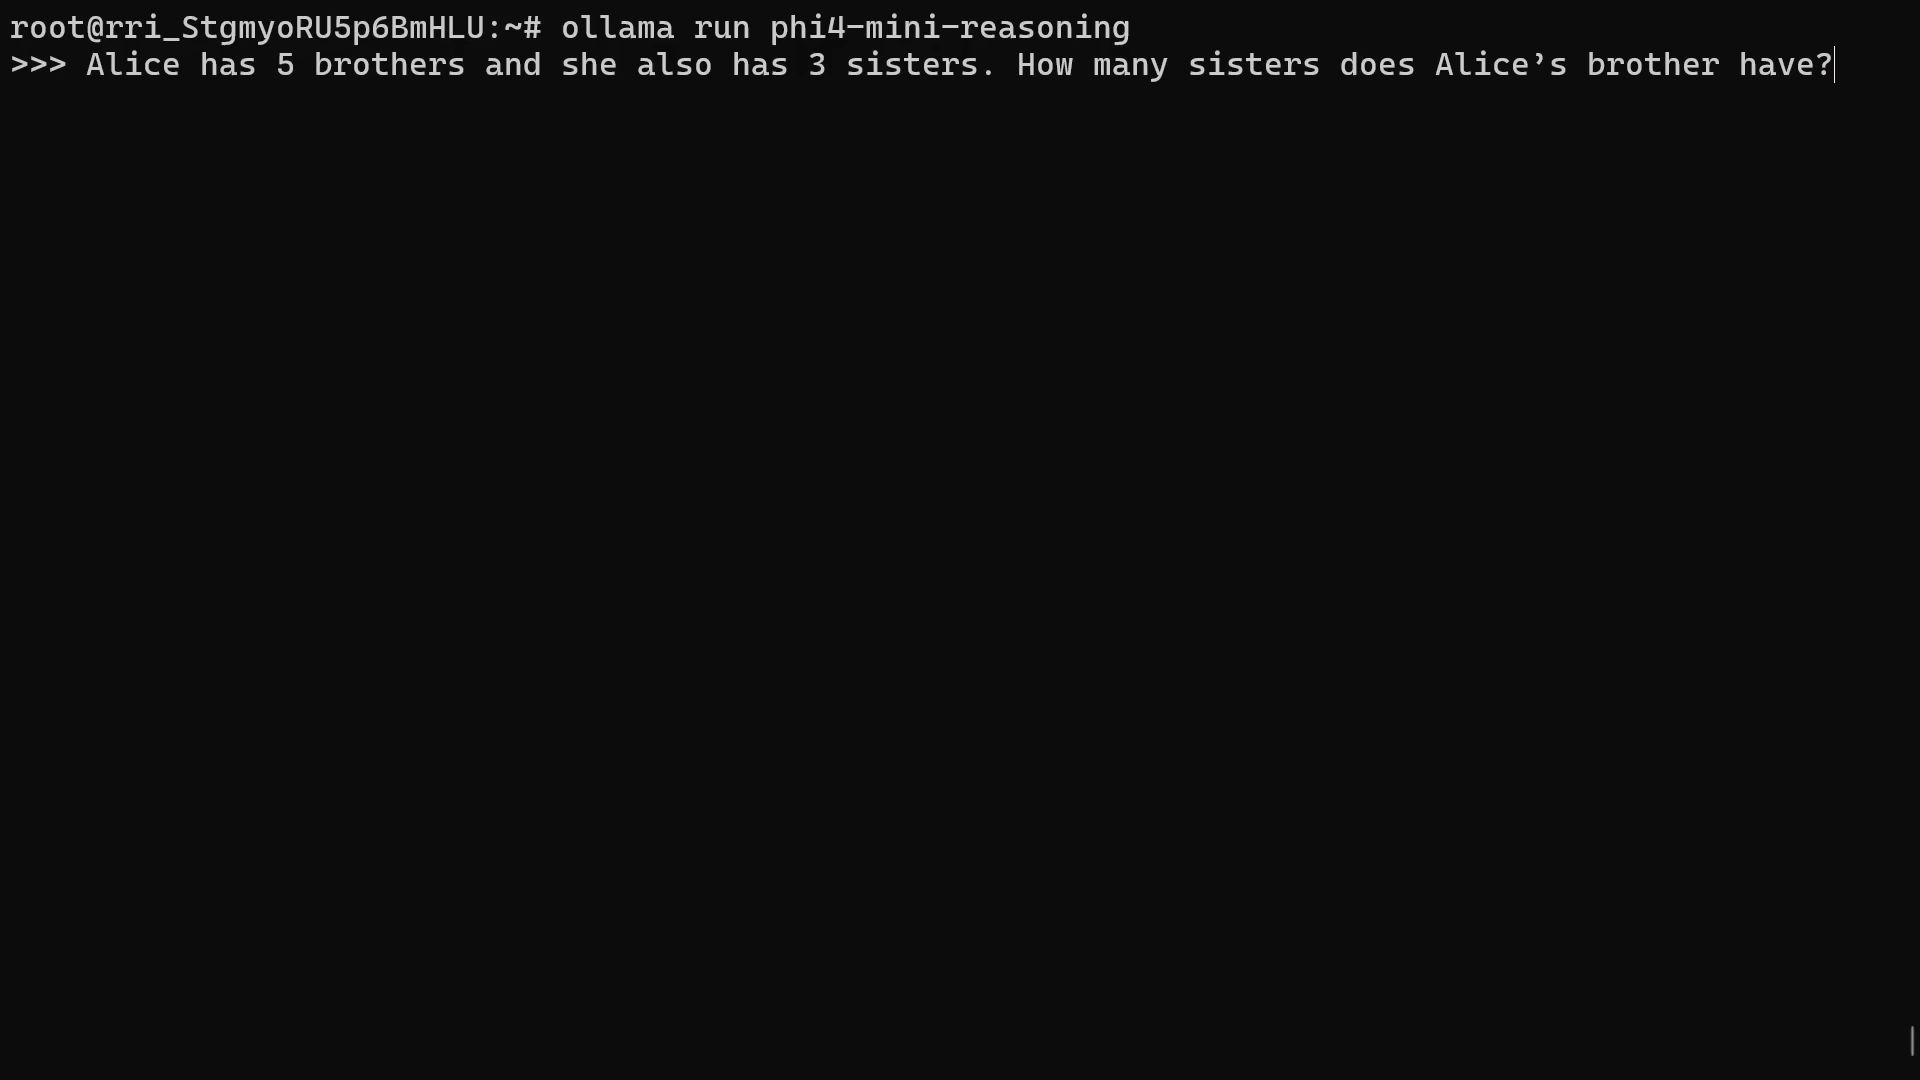 root@rri_StgmyoRU5p6BmHLU:~# ollama run phi4-mini-reasoning
>>> Alice has 5 brothers and she also has 3 sisters. How many sisters does Alice’s brother have?